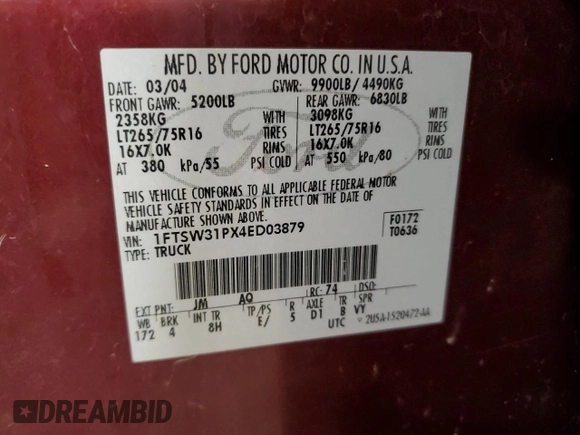 MFD. BY FORD MOTOR CO. IN U.S.A.
DATE: 03/04 GVWR: 9900LB/ 4490KG
FRONT GAWR: 5200LB REAR GAWR: 6830LB
2358KG WITH 3098KG WITH
LT265/75R16 TIRES LT265/75R16 TIRES
16X7.0K RIMS 16X7.0K RIMS
AT 380 kPa/55 PSI COLD AT 550 kPa/80 PSI COLD
Ford
THIS VEHICLE CONFORMS TO ALL APPLICABLE FEDERAL MOTOR
VEHICLE SAFETY STANDARDS IN EFFECT ON THE DATE OF
MANUFACTURE SHOWN ABOVE.
VIN: 1FTSW31PX4ED03879
TYPE: TRUCK
F0172
T0636
EXT PNT: JM AQ RC: 74 DSO:
WB BRK INT TR TP/PS R AXLE TR SPR
172 4 8H E/ 5 D1 B VY
UTC ▼ 2U5A-1520472-AA
DREAMBID